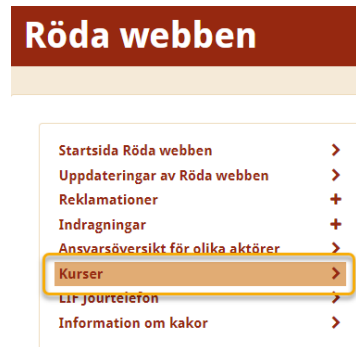 Röda webben
Startsida Röda webben
Uppdateringar av Röda webben
Reklamationer
Indragningar
Ansvarsöversikt för olika aktörer
Kurser
LIF Jourtelefon
Information om kakor